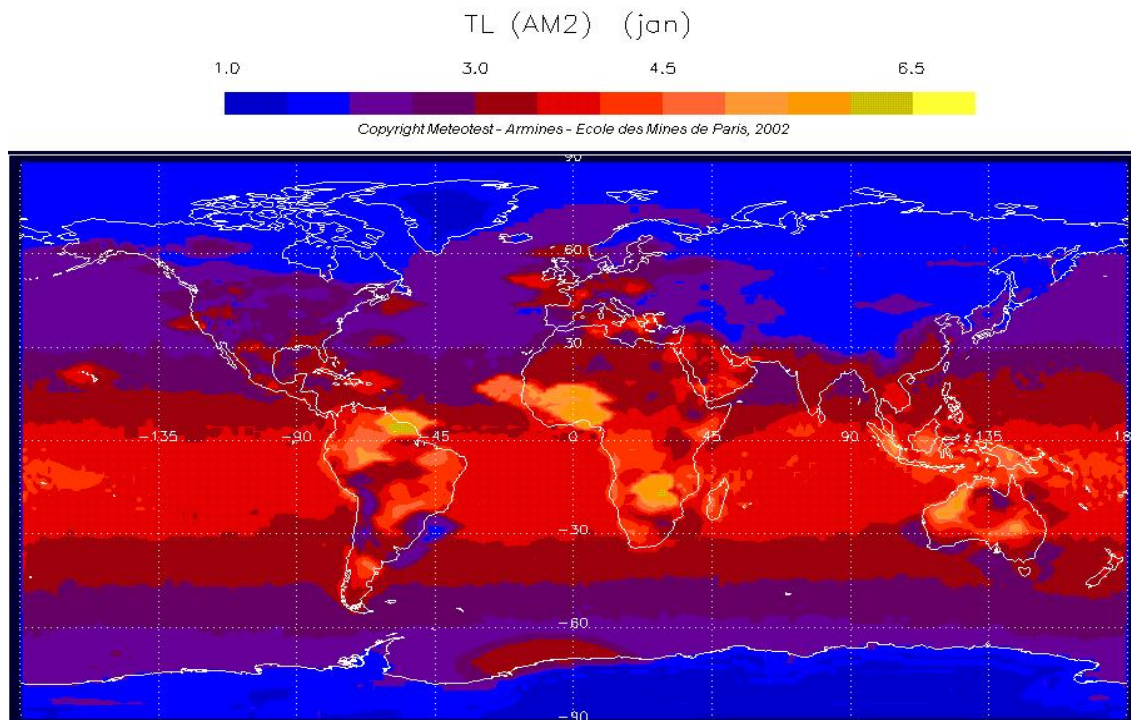 TL (AM2) (jan)
1.0 3.0 4.5 6.5
Copyright Meteotest - Armines - Ecole des Mines de Paris, 2002
90
60
30
-135 -90 -45 0 45 90 135 18
-30
-60
-90